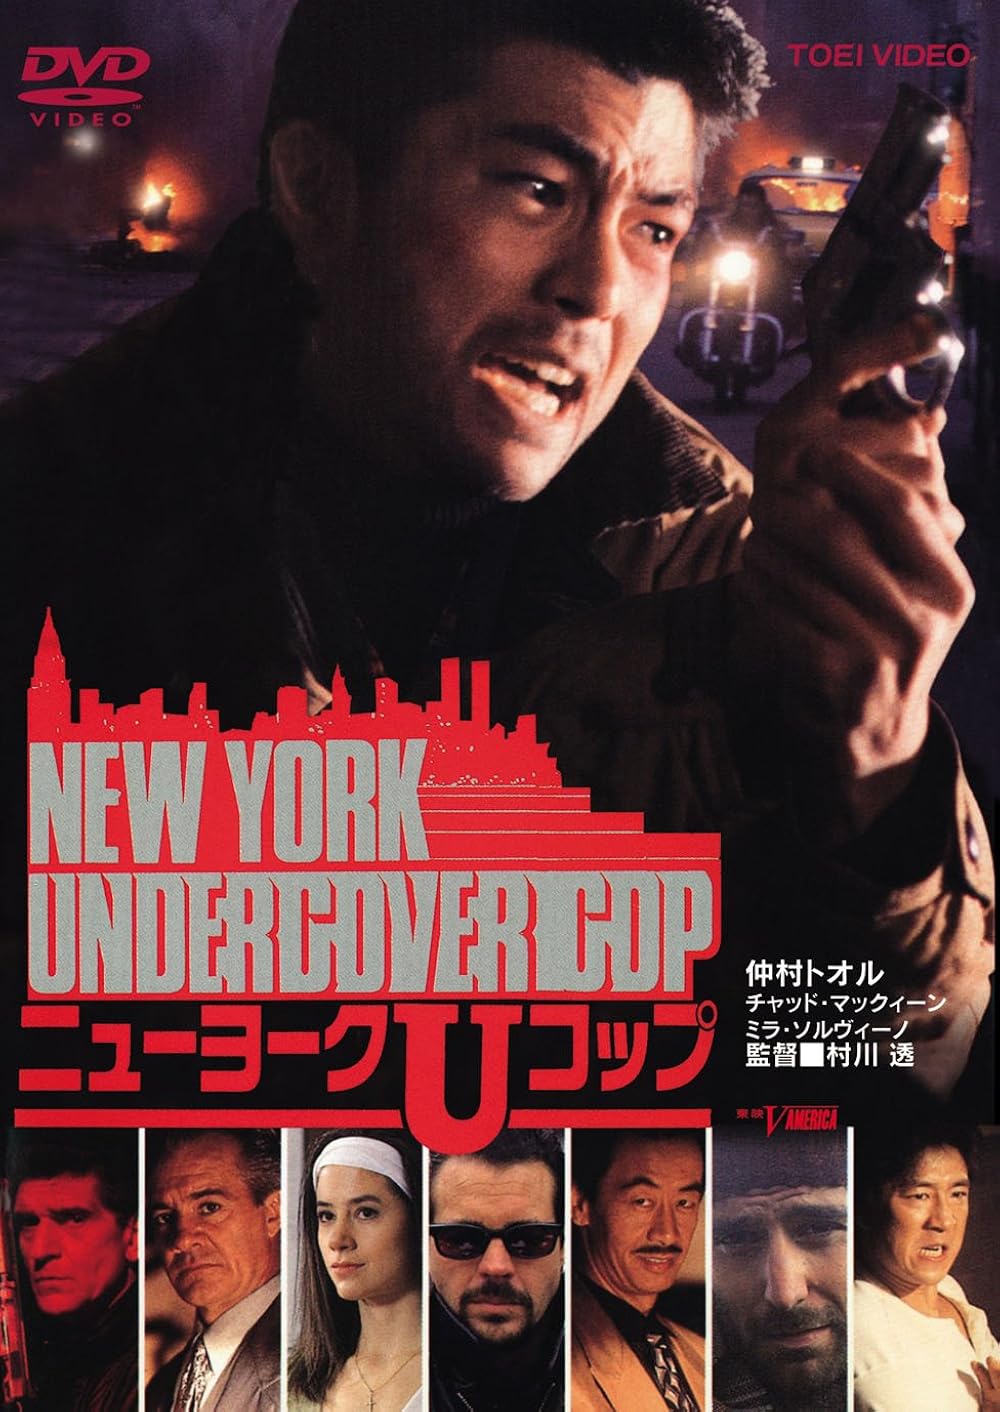 DVD
VIDEO
TM
TOEI VIDEO
NEW YORK
UNDERCOVER COP
ニューヨークUコップ
仲村トオル
チャッド・マックィーン
ミラ・ソルヴィーノ
監督■村川 透
東映 V AMERICA